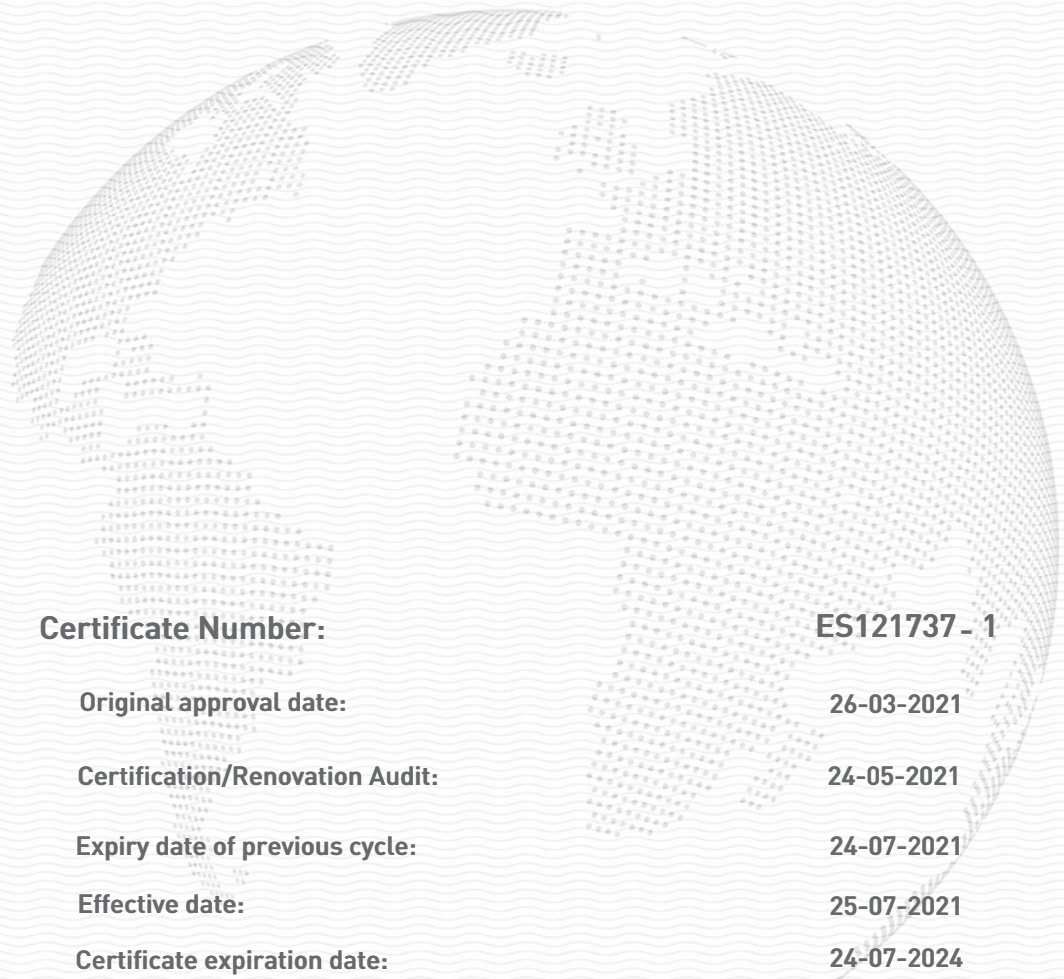 Certificate Number: ES121737- 1
Original approval date: 26-03-2021
Certification/Renovation Audit: 24-05-2021
Expiry date of previous cycle: 24-07-2021
Effective date: 25-07-2021
Certificate expiration date: 24-07-2024